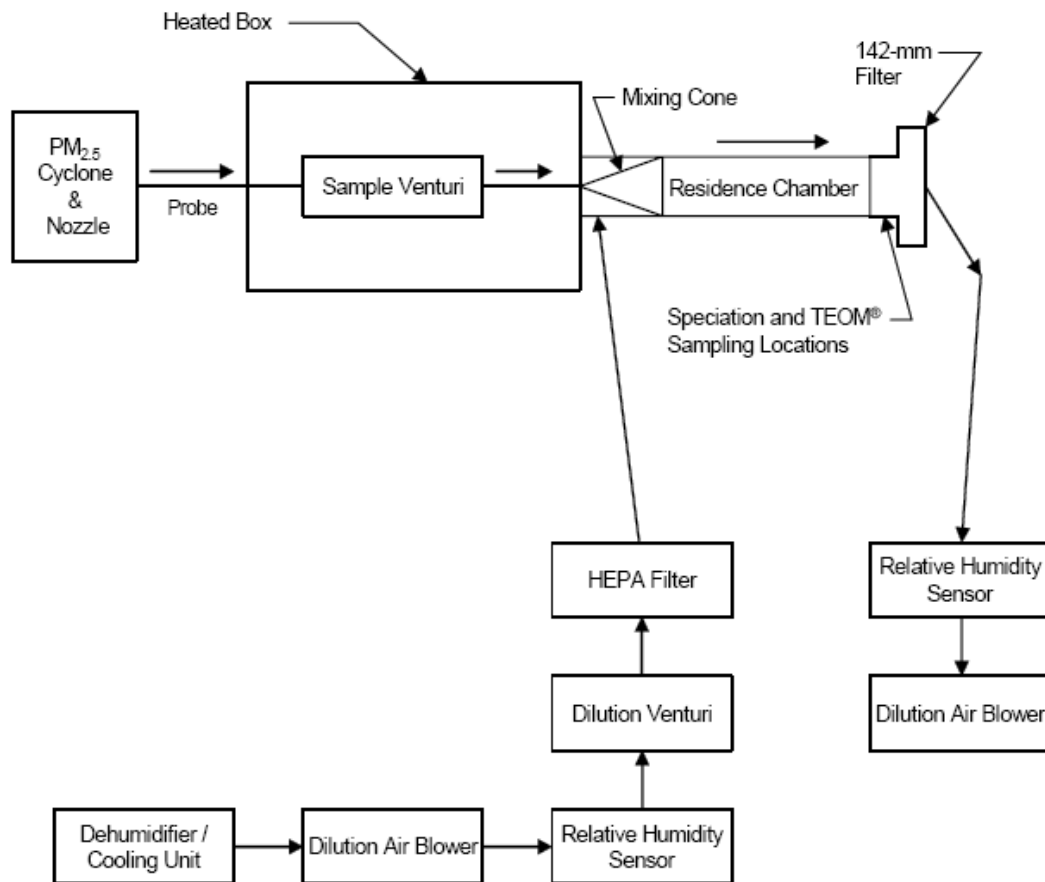 Heated Box
142-mm
Filter
Mixing Cone
PM2.5
Cyclone
&
Nozzle
Probe
Sample Venturi
Residence Chamber
Speciation and TEOM®
Sampling Locations
HEPA Filter
Relative Humidity
Sensor
Dilution Venturi
Dilution Air Blower
Dehumidifier /
Cooling Unit
Dilution Air Blower
Relative Humidity
Sensor